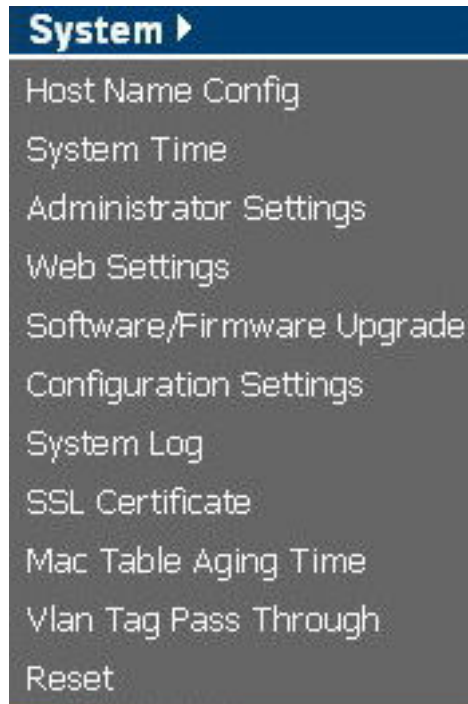 System
Host Name Config
System Time
Administrator Settings
Web Settings
Software/Firmware Upgrade
Configuration Settings
System Log
SSL Certificate
Mac Table Aging Time
Vlan Tag Pass Through
Reset